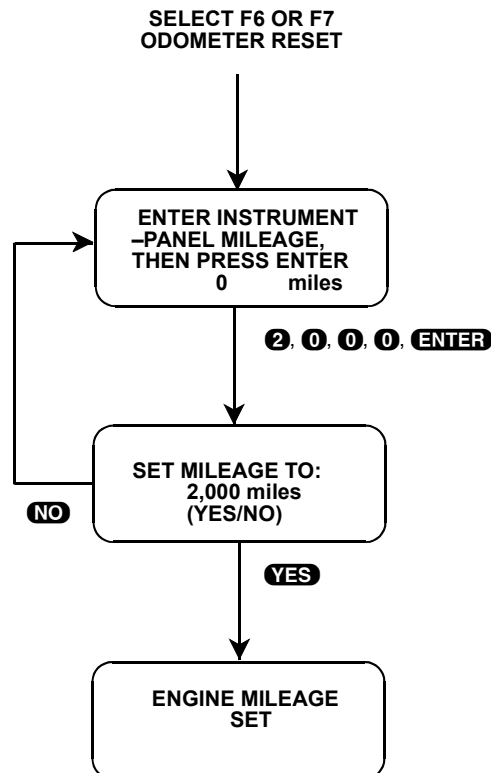 SELECT F6 OR F7
ODOMETER RESET
ENTER INSTRUMENT
–PANEL MILEAGE,
THEN PRESS ENTER
0 miles
2, 0, 0, 0, ENTER
SET MILEAGE TO:
2,000 miles
(YES/NO)
NO
YES
ENGINE MILEAGE
SET